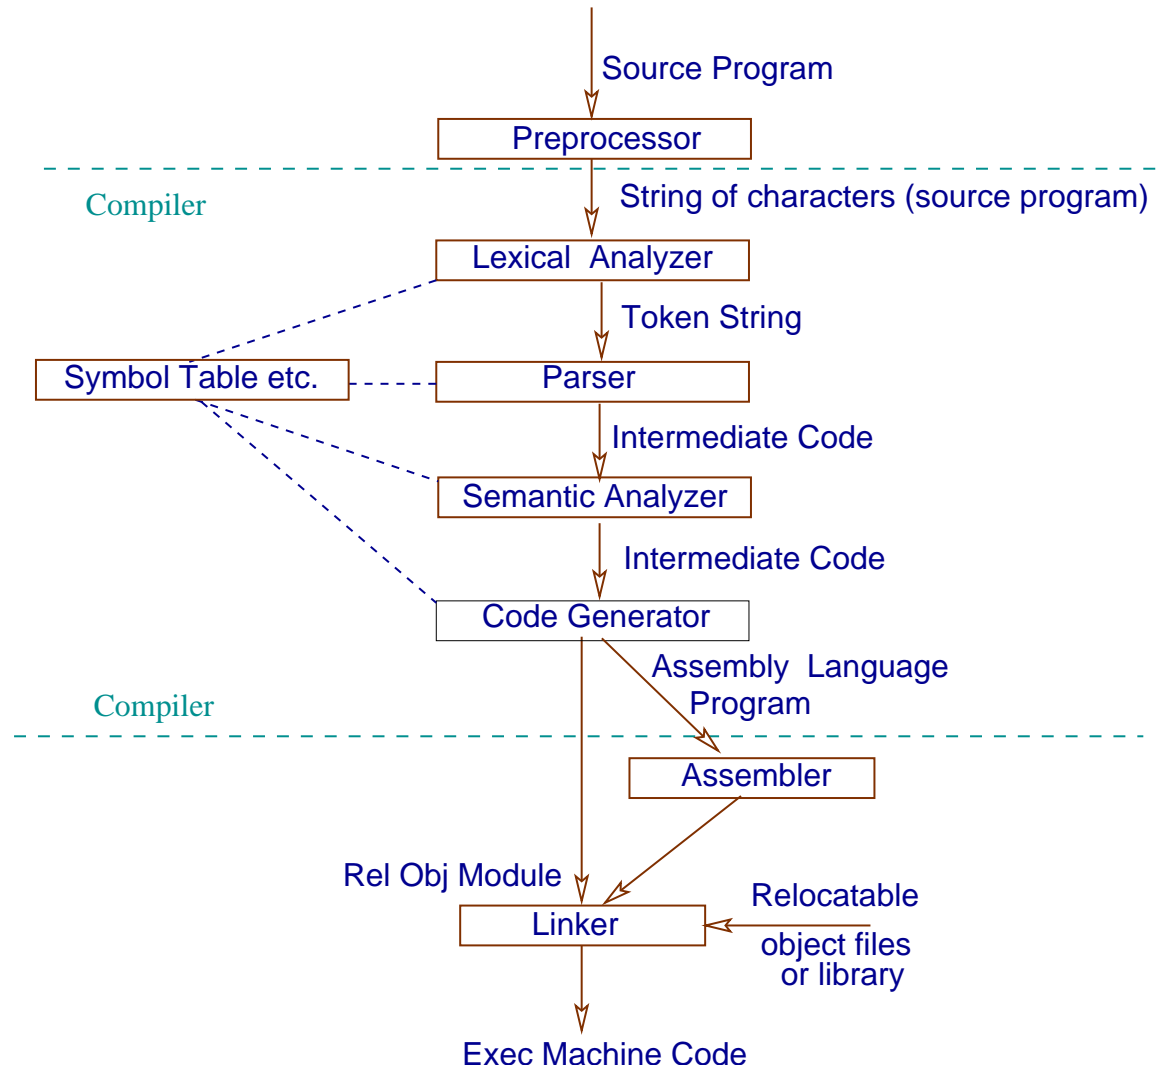 Source Program
Preprocessor
Compiler
String of characters (source program)
Lexical Analyzer
Token String
Symbol Table etc.
Parser
Intermediate Code
Semantic Analyzer
Intermediate Code
Code Generator
Assembly Language
Program
Compiler
Assembler
Rel Obj Module
Relocatable
Linker
object files
or library
Exec Machine Code